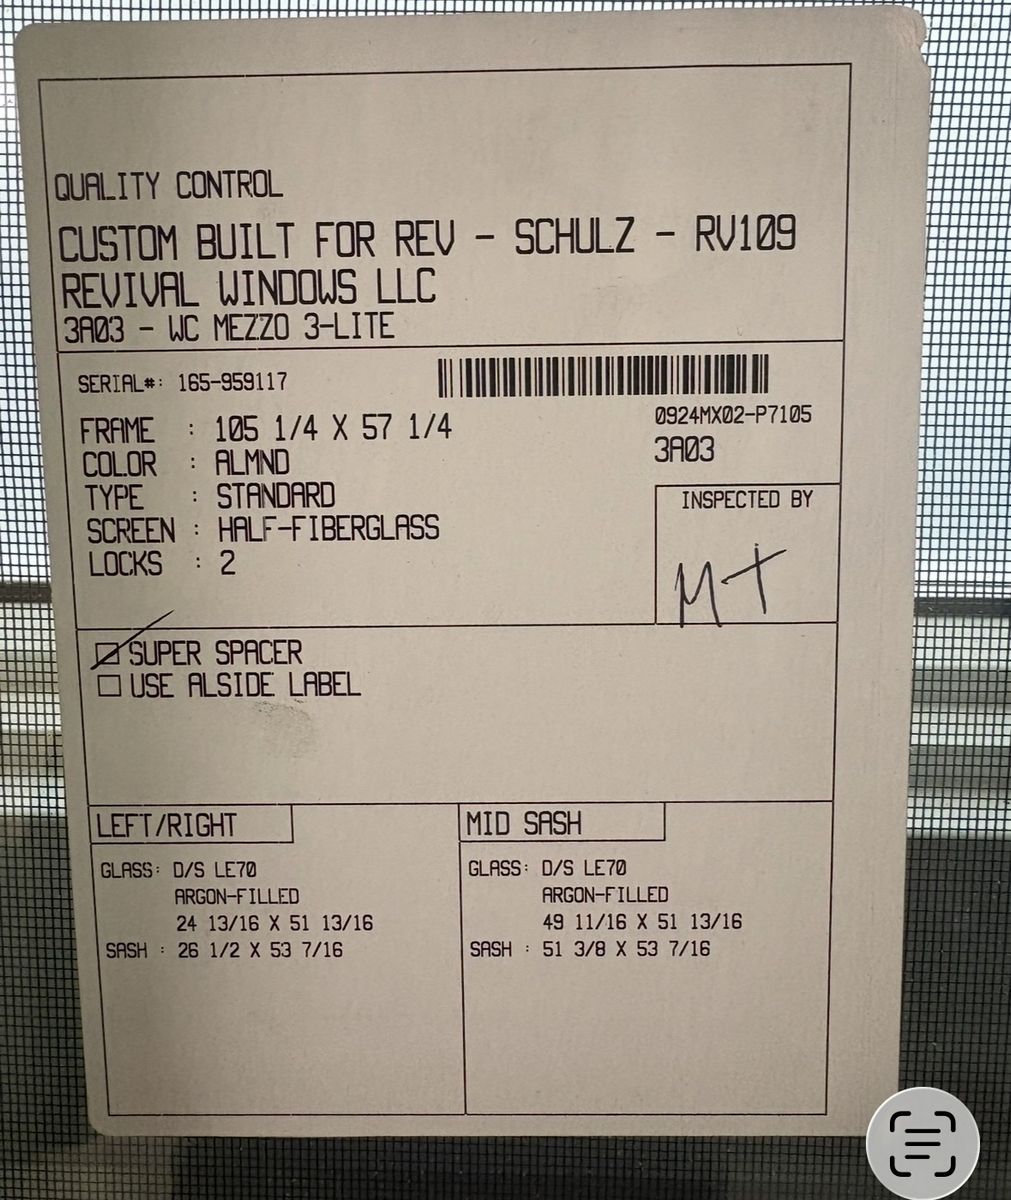 QUALITY CONTROL
CUSTOM BUILT FOR REV - SCHULZ - RV109
REVIVAL WINDOWS LLC
3A03 - WC MEZZO 3-LITE
SERIAL#: 165-959117
0924MX02-P7105
3A03
FRAME : 105 1/4 X 57 1/4
COLOR : ALMND
TYPE : STANDARD
SCREEN : HALF-FIBERGLASS
LOCKS : 2
INSPECTED BY
MT
SUPER SPACER
USE ALSIDE LABEL
LEFT/RIGHT
GLASS: D/S LE70
ARGON-FILLED
24 13/16 X 51 13/16
SASH : 26 1/2 X 53 7/16
MID SASH
GLASS: D/S LE70
ARGON-FILLED
49 11/16 X 51 13/16
SASH : 51 3/8 X 53 7/16